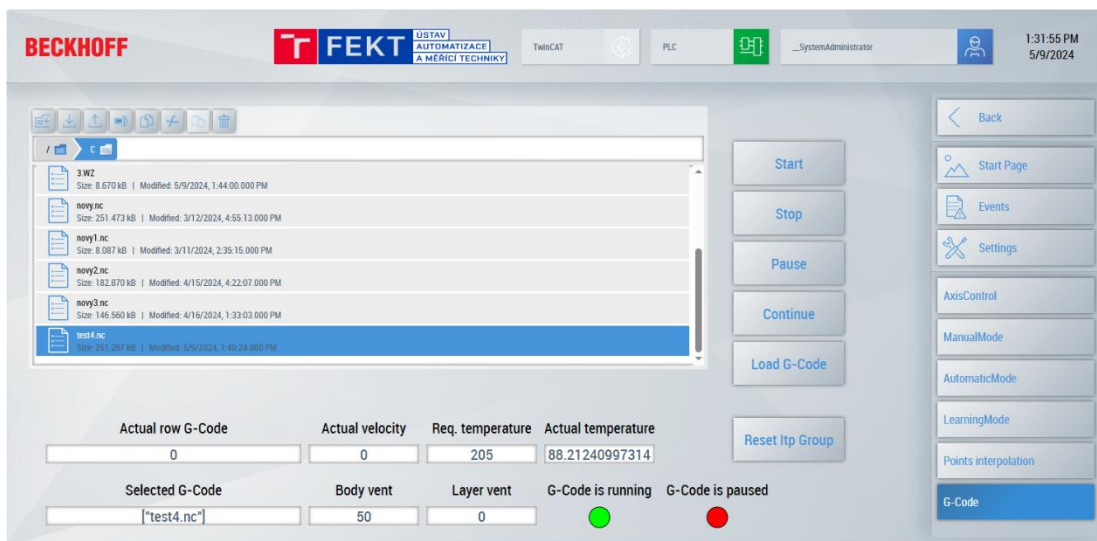 BECKHOFF
FEKT
ÚSTAV
AUTOMATIZACE
A MĚŘÍCÍ TECHNIKY
TwinCAT
PLC
__SystemAdministrator
1:31:55 PM
5/9/2024
/
C
3.WZ
Size: 8.670 kB | Modified: 5/9/2024, 1:44:00.000 PM
novy.nc
Size: 251.473 kB | Modified: 3/12/2024, 4:55:13.000 PM
novy1.nc
Size: 8.087 kB | Modified: 3/11/2024, 2:35:15.000 PM
novy2.nc
Size: 182.870 kB | Modified: 4/15/2024, 4:22:07.000 PM
novy3.nc
Size: 146.560 kB | Modified: 4/16/2024, 1:33:03.000 PM
test4.nc
Size: 251.267 kB | Modified: 5/9/2024, 1:40:24.000 PM
Start
Stop
Pause
Continue
Load G-Code
Reset Itp Group
Back
Start Page
Events
Settings
AxisControl
ManualMode
AutomaticMode
LearningMode
Points interpolation
G-Code
Actual row G-Code
0
Actual velocity
0
Req. temperature
205
Actual temperature
88.21240997314
Selected G-Code
["test4.nc"]
Body vent
50
Layer vent
0
G-Code is running
G-Code is paused